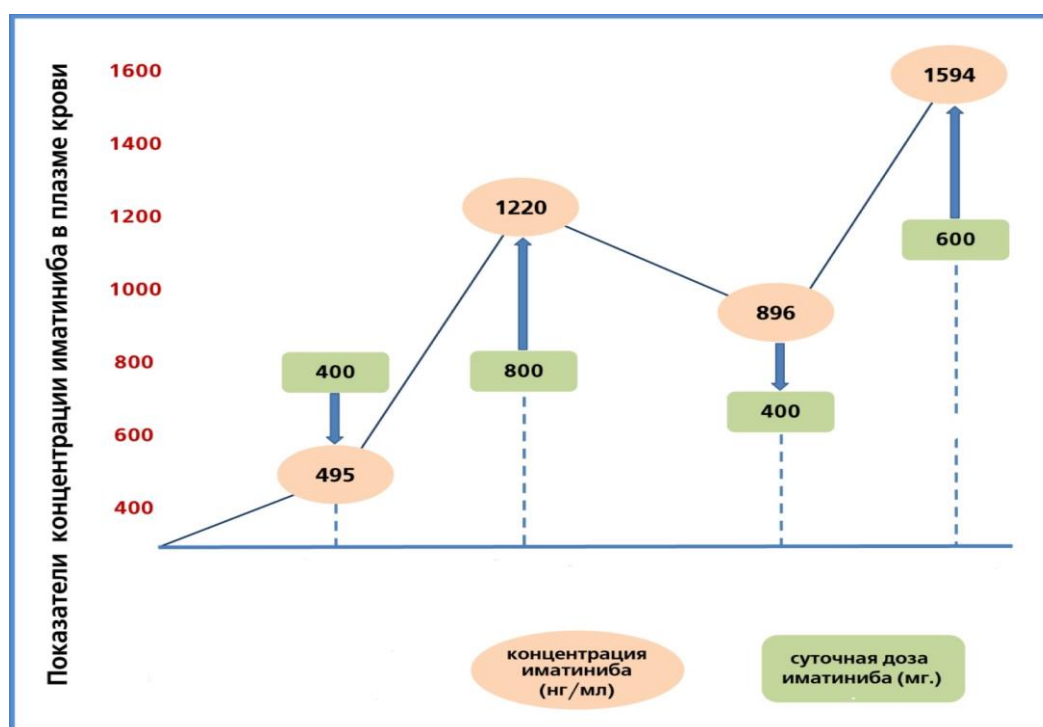 Показатели концентрации иматиниба в плазме крови
1600
1400
1200
1000
800
600
400
400
495
1220
800
896
400
1594
600
концентрация
иматиниба
(нг/мл)
суточная доза
иматиниба (мг.)